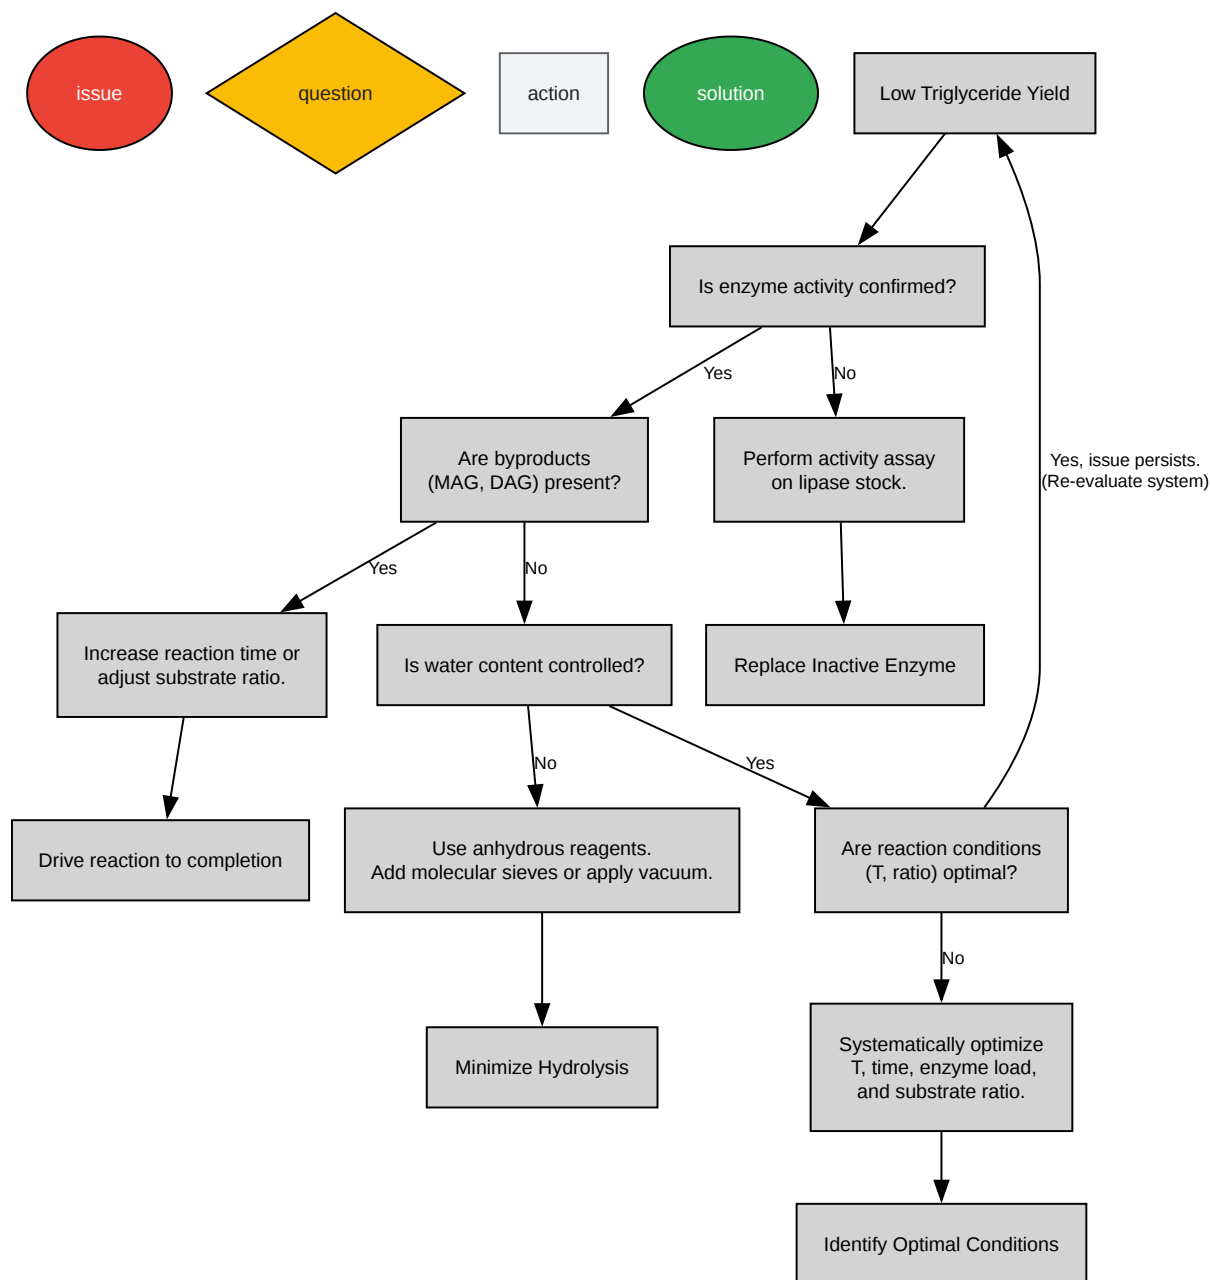 issue
question
action
solution
Low Triglyceride Yield
Is enzyme activity confirmed?
Yes
No
Are byproducts
(MAG, DAG) present?
Perform activity assay
on lipase stock.
Yes, issue persists.
(Re-evaluate system)
Yes
No
Increase reaction time or
adjust substrate ratio.
Is water content controlled?
Replace Inactive Enzyme
No
Yes
Drive reaction to completion
Use anhydrous reagents.
Add molecular sieves or apply vacuum.
Are reaction conditions
(T, ratio) optimal?
No
Minimize Hydrolysis
Systematically optimize
T, time, enzyme load,
and substrate ratio.
Identify Optimal Conditions